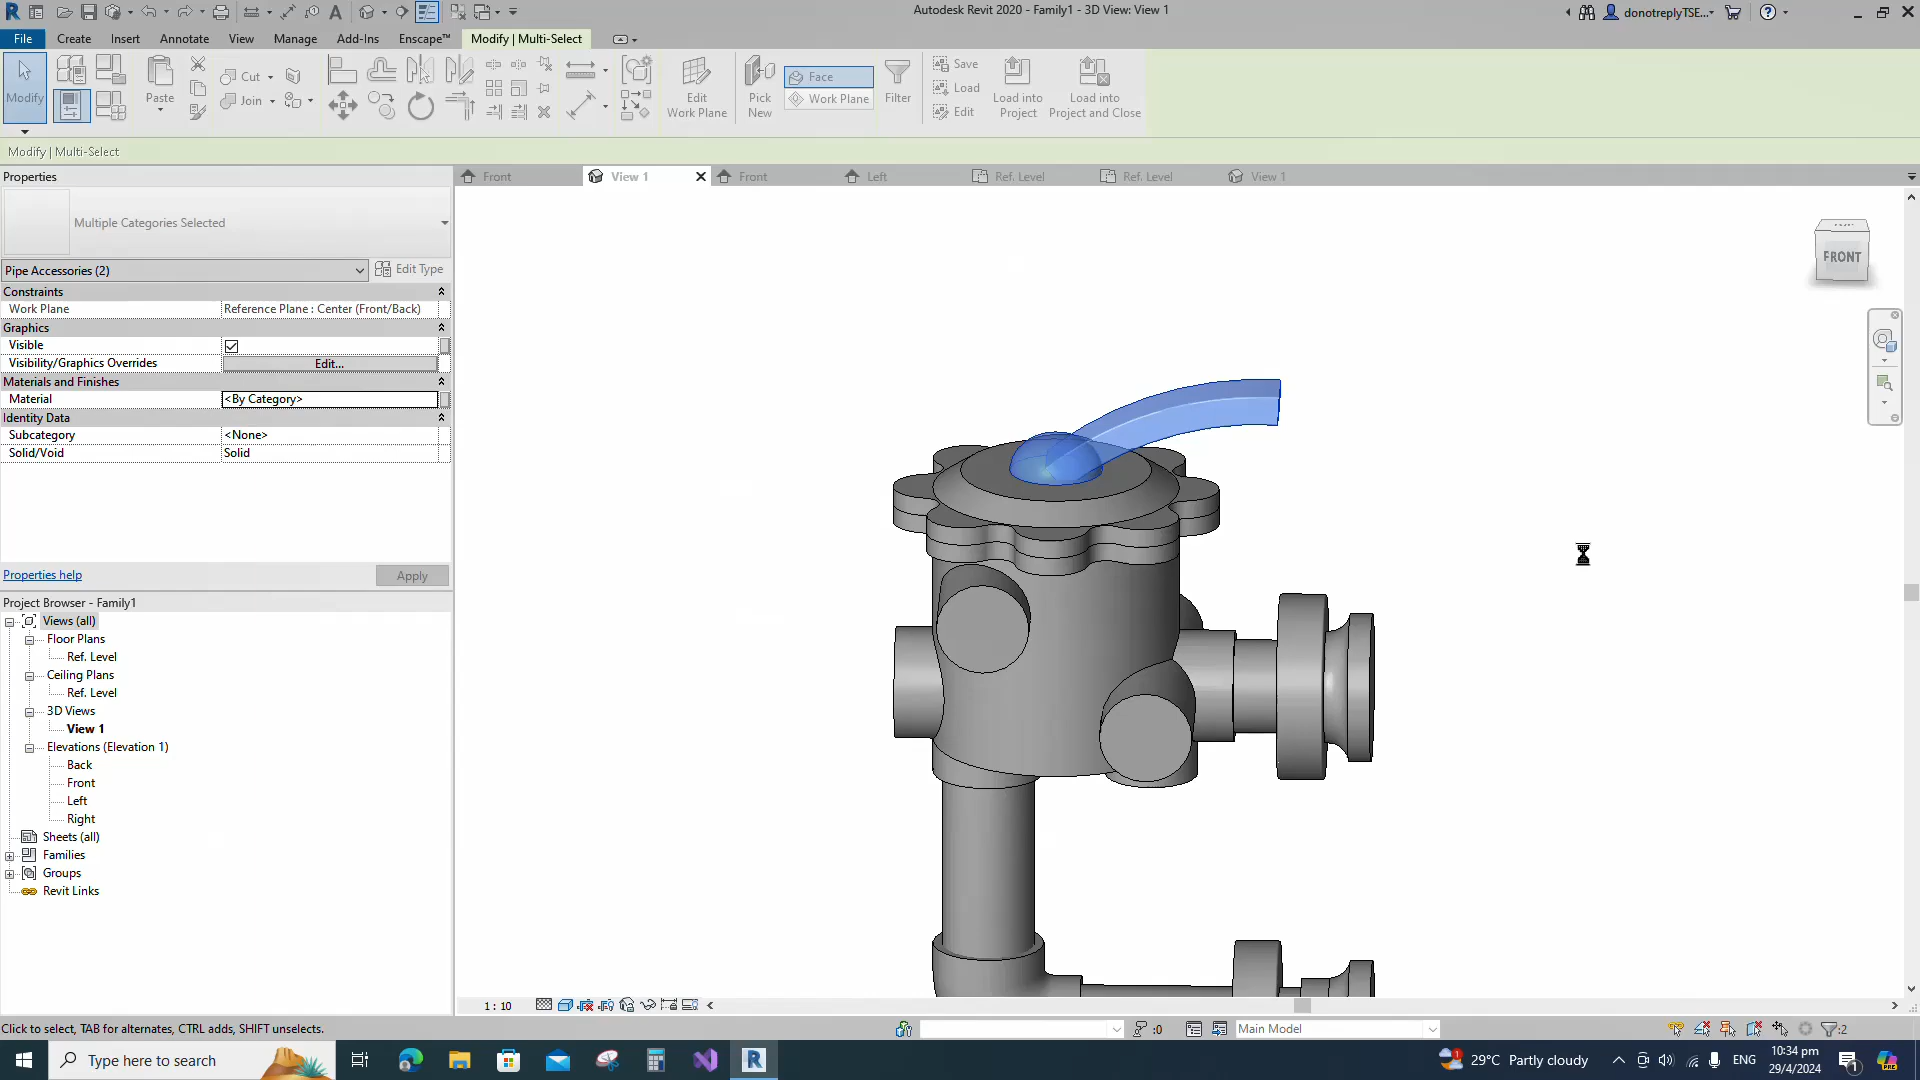 Autodesk Revit 2020 - Family1 - 3D View: View 1
donotreplyTSE...
File Create Insert Annotate View Manage Add-Ins Enscape™ Modify | Multi-Select
Modify
Paste
Cut
Join
Edit
Work Plane
Pick
New
Face
Work Plane
Filter
Save
Load
Edit
Load into
Project
Load into
Project and Close
Modify | Multi-Select
Properties
Front
View 1
Front
Left
Ref. Level
Ref. Level
View 1
Multiple Categories Selected
Pipe Accessories (2)
Edit Type
Constraints
Work Plane Reference Plane : Center (Front/Back)
Graphics
Visible
Visibility/Graphics Overrides Edit...
Materials and Finishes
Material <By Category>
Identity Data
Subcategory <None>
Solid/Void Solid
Properties help
Apply
FRONT
Project Browser - Family1
Views (all)
Floor Plans
Ref. Level
Ceiling Plans
Ref. Level
3D Views
View 1
Elevations (Elevation 1)
Back
Front
Left
Right
Sheets (all)
Families
Groups
Revit Links
1 : 10
Click to select, TAB for alternates, CTRL adds, SHIFT unselects.
:0
Main Model
:2
Type here to search
29°C Partly cloudy
ENG
10:34 pm
29/4/2024
1